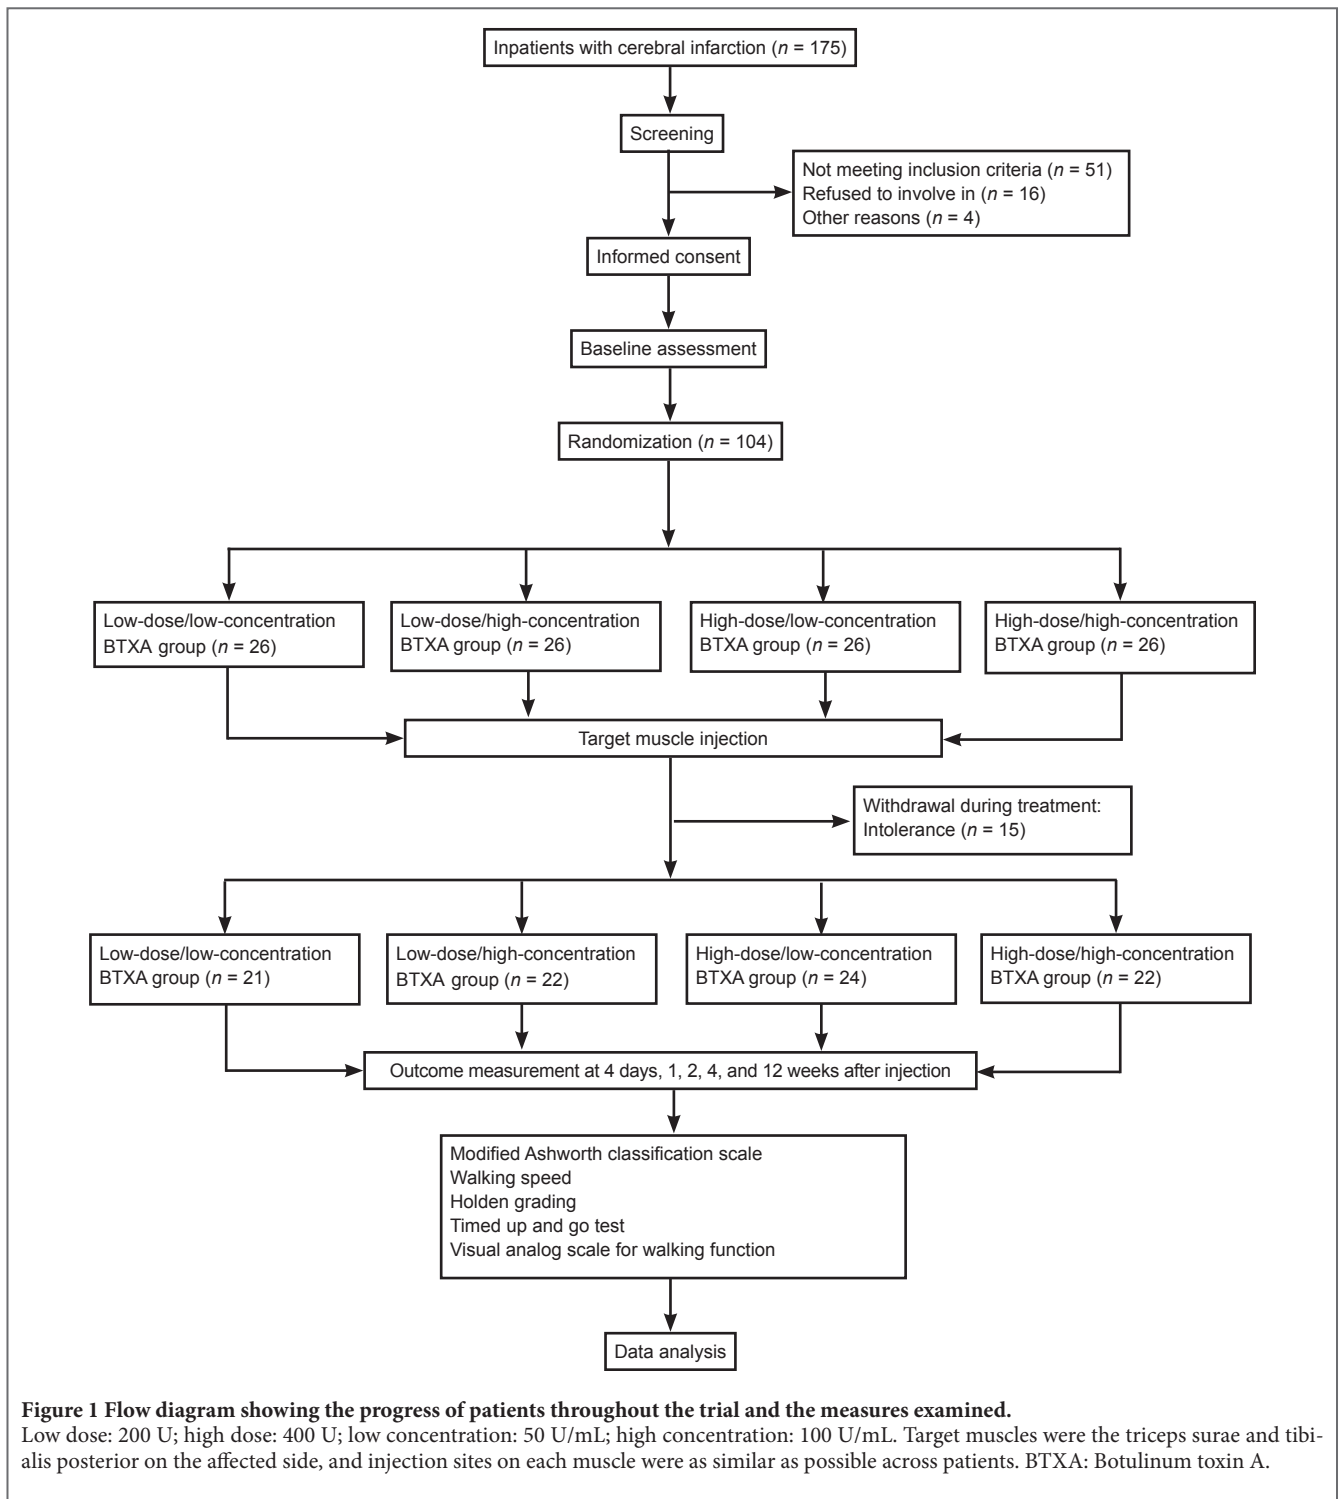 Inpatients with cerebral infarction (n = 175)
Screening
Not meeting inclusion criteria (n = 51)
Refused to involve in (n = 16)
Other reasons (n = 4)
Informed consent
Baseline assessment
Randomization (n = 104)
Low-dose/low-concentration
BTXA group (n = 26)
Low-dose/high-concentration
BTXA group (n = 26)
High-dose/low-concentration
BTXA group (n = 26)
High-dose/high-concentration
BTXA group (n = 26)
Target muscle injection
Withdrawal during treatment:
Intolerance (n = 15)
Low-dose/low-concentration
BTXA group (n = 21)
Low-dose/high-concentration
BTXA group (n = 22)
High-dose/low-concentration
BTXA group (n = 24)
High-dose/high-concentration
BTXA group (n = 22)
Outcome measurement at 4 days, 1, 2, 4, and 12 weeks after injection
Modified Ashworth classification scale
Walking speed
Holden grading
Timed up and go test
Visual analog scale for walking function
Data analysis
Figure 1 Flow diagram showing the progress of patients throughout the trial and the measures examined.
Low dose: 200 U; high dose: 400 U; low concentration: 50 U/mL; high concentration: 100 U/mL. Target muscles were the triceps surae and tibi-
alis posterior on the affected side, and injection sites on each muscle were as similar as possible across patients. BTXA: Botulinum toxin A.